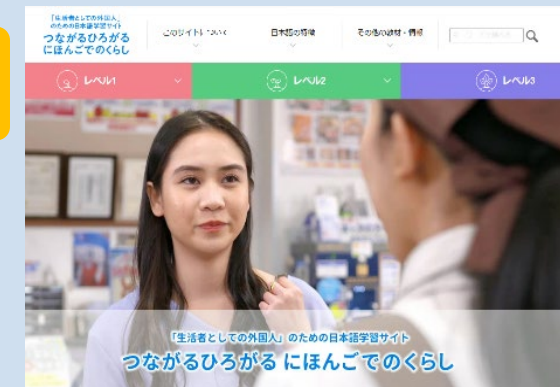 「生活者としての外国人」
のための日本語学習サイト
つながるひろがる
にほんごでのくらし
このサイトについて
日本語の特徴
その他の教材・情報
レベル1
レベル2
レベル3
「生活者としての外国人」のための日本語学習サイト
つながるひろがる にほんごでのくらし